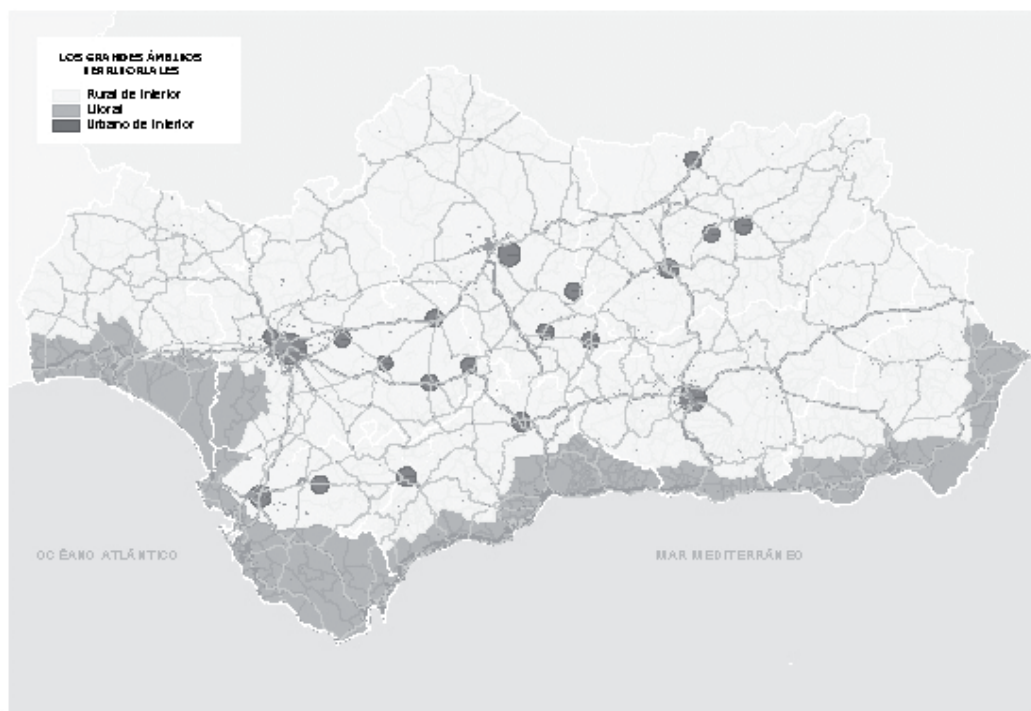 LOS GRANDES ÁMBITOS
TERRITORIALES
Rural de Interior
Litoral
Urbano de Interior
OCÉANO ATLÁNTICO
MAR MEDITERRÁNEO